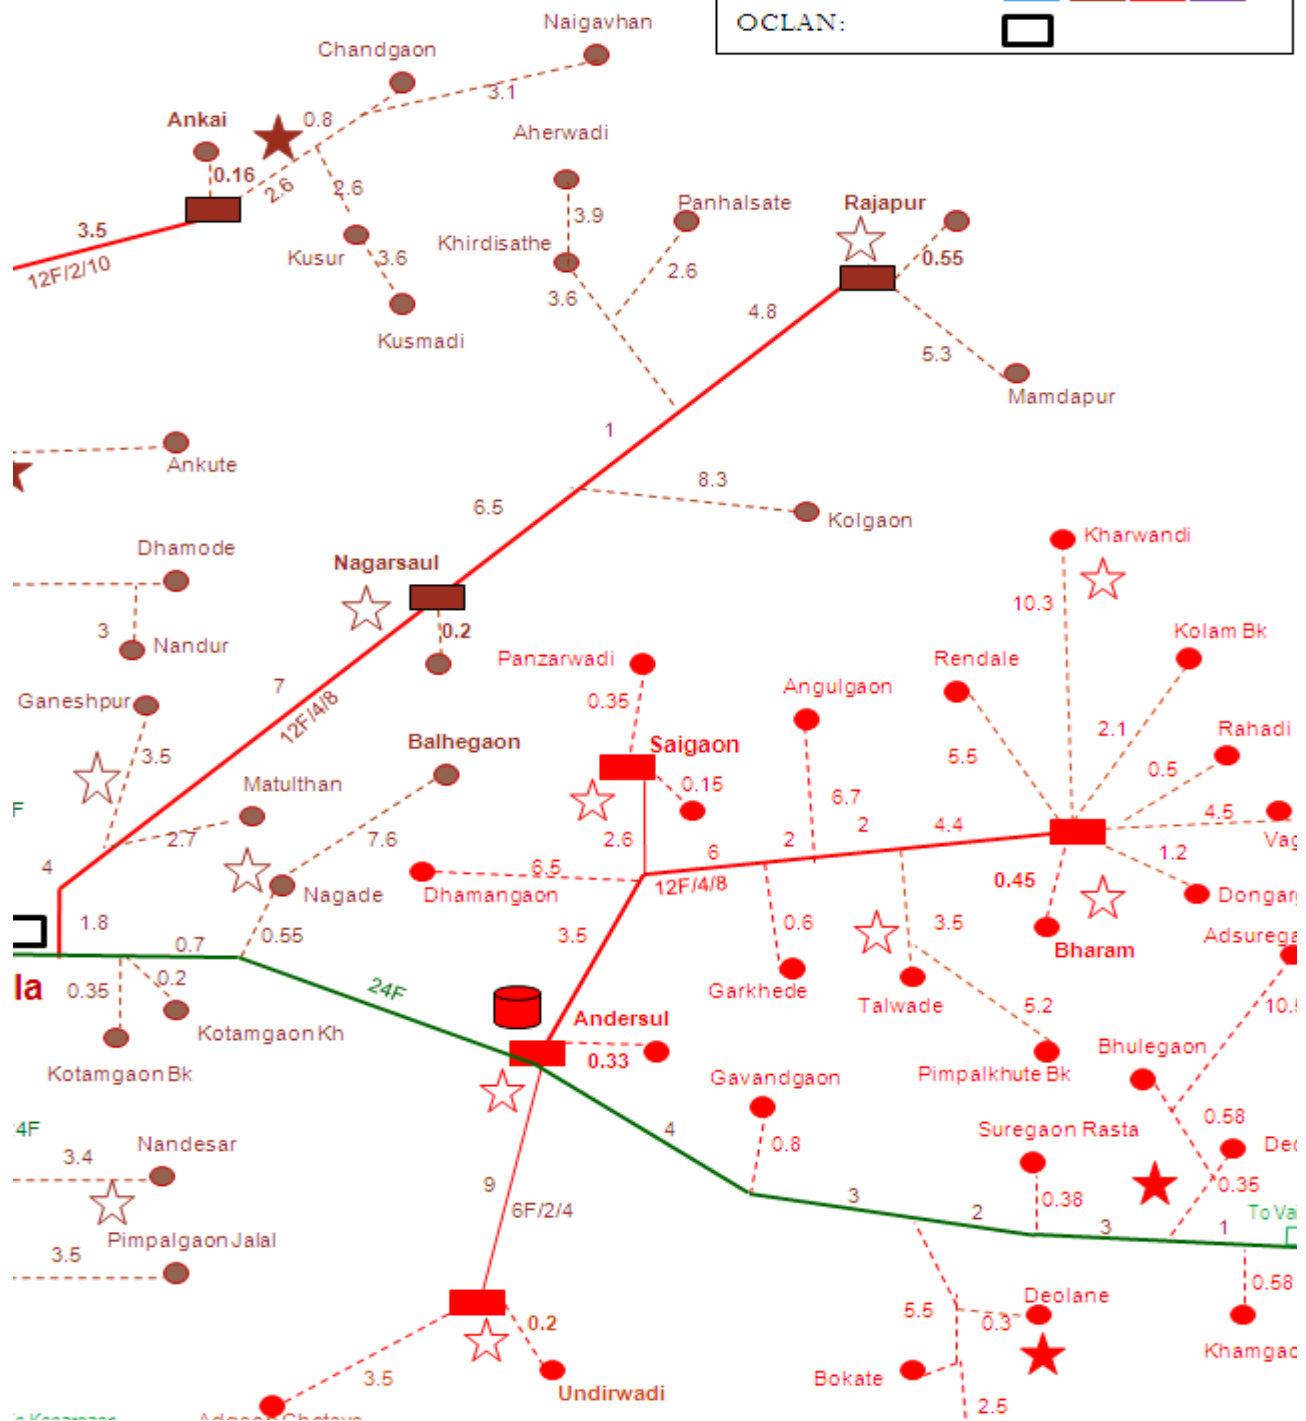 OCLAN:
Naigavhan
Chandgaon
3.1
Ankai
0.8
Aherwadi
0.16
2.6
2.6
3.9
Panhalsate
Rajapur
3.5
Khirdisathe
Kusur
3.6
0.55
12F/2/10
2.6
3.6
4.8
Kusmadi
5.3
Mamdapur
1
Ankute
8.3
6.5
Kolgaon
Kharwandi
Dhamode
Nagarsaul
10.3
3
Nandur
0.2
Kolam Bk
Panzarwadi
Rendale
7
Angulgaon
Ganeshpur
0.35
12F/4/8
2.1
Rahadi
Balhegaon
Saigaon
3.5
5.5
0.5
Matulthan
0.15
6.7
F
4.5
2.7
7.6
2.6
6
2
2
4.4
Vag
4
6.5
12F/4/8
1.2
0.45
Nagade
Dhamangaon
Dongarg
1.8
0.6
3.5
0.7
0.55
3.5
Bharam
Adsurega
la
0.35
0.2
24F
Garkhede
Talwade
5.2
10.5
Kotamgaon Kh
Andersul
Bhulegaon
0.33
Kotamgaon Bk
Gavandgaon
Pimpalkhute Bk
4F
4
0.58
Nandesar
0.8
Suregaon Rasta
Dec
3.4
9
0.35
3
0.38
6F/2/4
2
To Vai
3
1
Pimpalgaon Jalal
3.5
0.58
Deolane
5.5
0.3
0.2
Khamgao
3.5
Bokate
Undirwadi
2.5